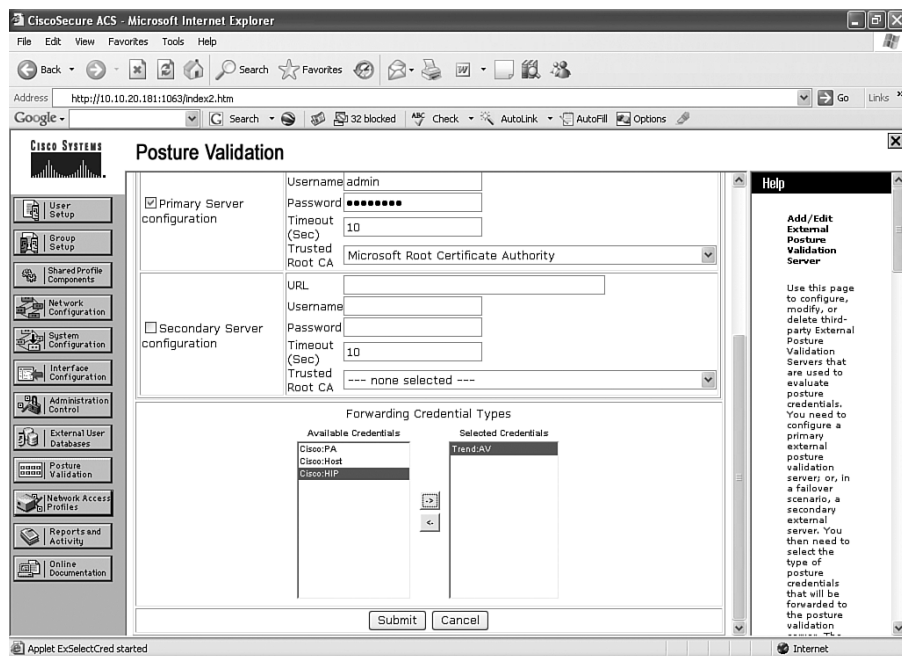 CiscoSecure ACS - Microsoft Internet Explorer
File Edit View Favorites Tools Help
Back Search Favorites
Address http://10.10.20.181:1063/index2.htm Go Links »
Google - G Search 32 blocked ABC Check AutoLink AutoFill Options
CISCO SYSTEMS
Posture Validation
User Setup
Group Setup
Shared Profile Components
Network Configuration
System Configuration
Interface Configuration
Administration Control
External User Databases
Posture Validation
Network Access Profiles
Reports and Activity
Online Documentation
Primary Server configuration
Username admin
Password ●●●●●●●●
Timeout (Sec) 10
Trusted Root CA Microsoft Root Certificate Authority
Secondary Server configuration
URL
Username
Password
Timeout (Sec) 10
Trusted Root CA --- none selected ---
Forwarding Credential Types
Available Credentials Selected Credentials
Cisco:PA Trend:AV
Cisco:Host
Cisco:HIP
->
<-
Submit Cancel
Help
Add/Edit
External
Posture
Validation
Server
Use this page
to configure,
modify, or
delete third-
party External
Posture
Validation
Servers that
are used to
evaluate
posture
credentials.
You need to
configure a
primary
external
posture
validation
server; or, in
a failover
scenario, a
secondary
external
server. You
then need to
select the
type of
posture
credentials
that will be
forwarded to
the posture
validation
Applet ExSelectCred started Internet